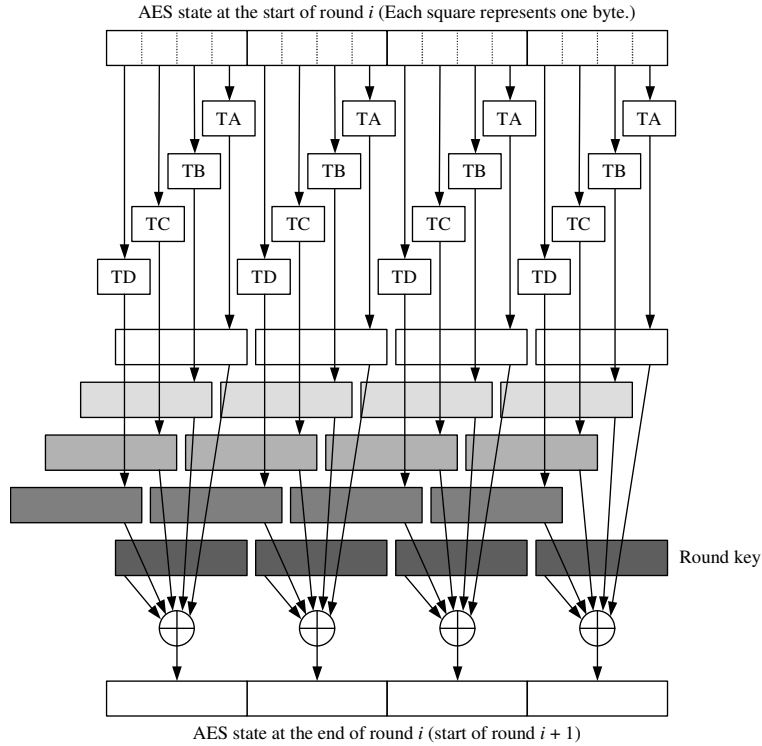 AES state at the start of round i (Each square represents one byte.)
TA TA TA TA
TB TB TB TB
TC TC TC TC
TD TD TD TD
Round key
AES state at the end of round i (start of round i + 1)